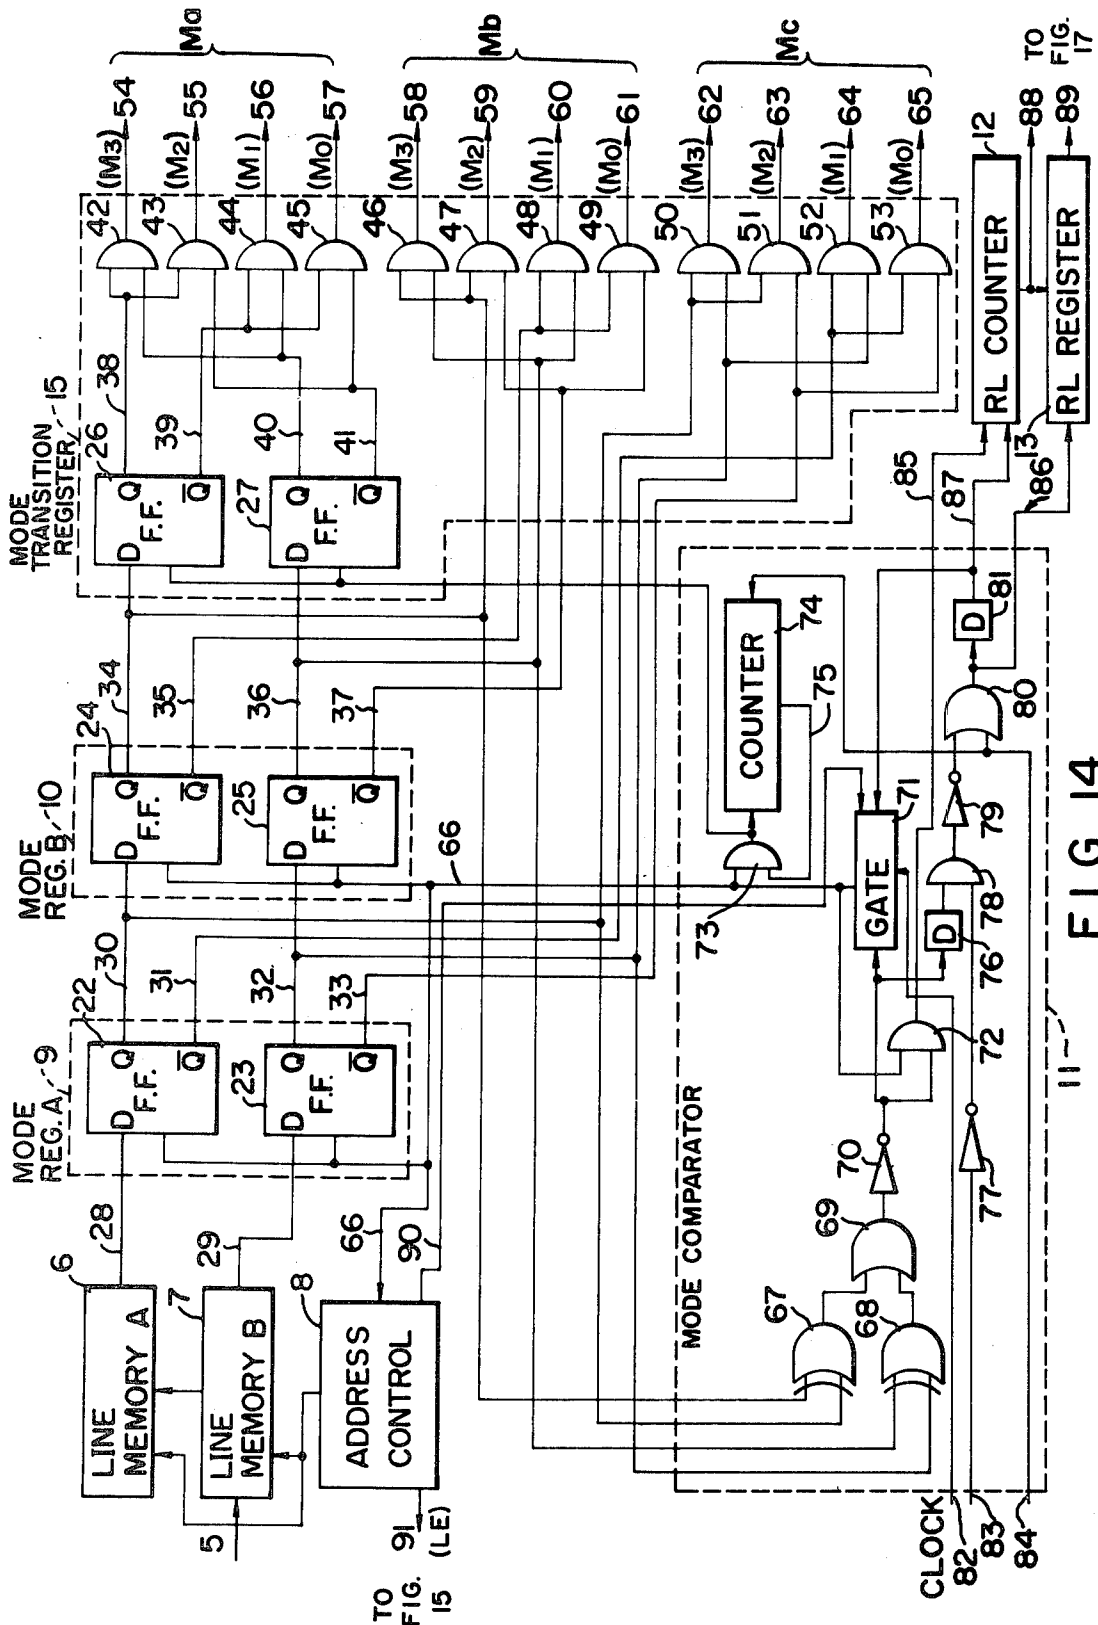 MODE
TRANSITION
REGISTER 15
MODE
REG. B 10
MODE
REG. A 9
6
LINE
MEMORY A
7
LINE
MEMORY B
5
8
ADDRESS
CONTROL
TO
FIG.
15
91
(LE)
28
29
66
90
22
D Q
F.F.
Q
23
D Q
F.F.
Q
30
31
32
33
24
D Q
F.F.
Q
25
D Q
F.F.
Q
34
35
36
37
66
26
D Q
F.F.
Q
27
D Q
F.F.
Q
38
39
40
41
42
43
44
45
46
47
48
49
50
51
52
53
(M3) 54
(M2) 55
(M1) 56
(M0) 57
Ma
(M3) 58
(M2) 59
(M1) 60
(M0) 61
Mb
(M3) 62
(M2) 63
(M1) 64
(M0) 65
Mc
MODE COMPARATOR
67
68
69
70
GATE
71
72
73
COUNTER
74
75
D
76
77
78
79
80
D
81
CLOCK
82
83
84
85
87
86
RL COUNTER
12
13
RL REGISTER
88
89
TO
FIG.
17
11
FIG 14